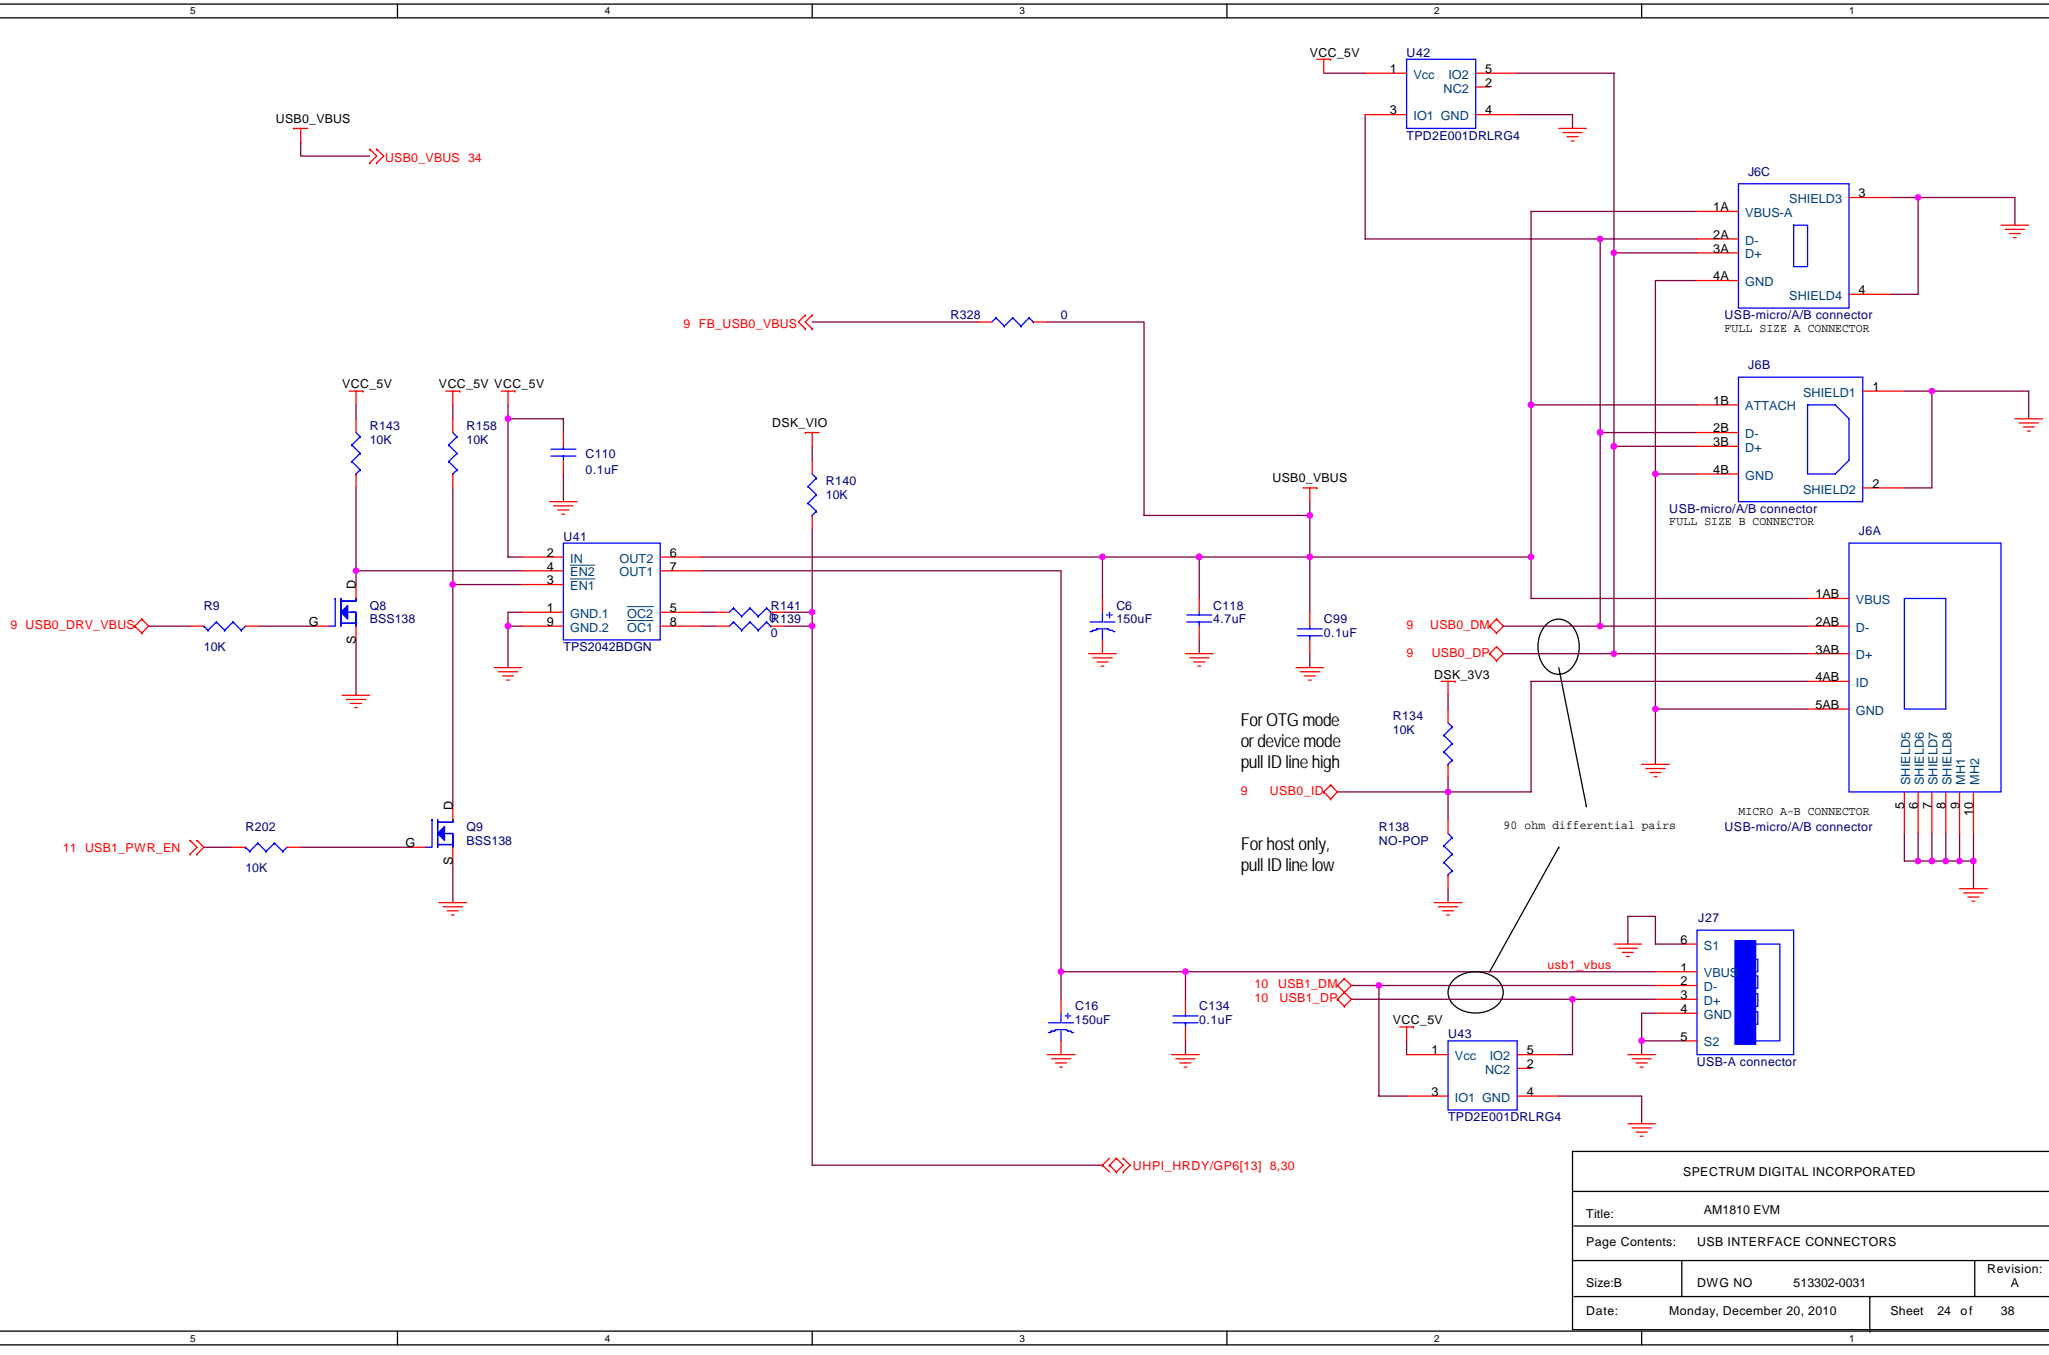 5 4 3 2 1
USB0_VBUS
USB0_VBUS 34
VCC_5V
U42
1 Vcc IO2 5
NC2 2
3 IO1 GND 4
TPD2E001DRLRG4
J6C
SHIELD3 3
1A VBUS-A
2A D-
3A D+
4A GND
SHIELD4 4
USB-micro/A/B connector
FULL SIZE A CONNECTOR
9 FB_USB0_VBUS
R328 0
J6B
SHIELD1 1
1B ATTACH
2B D-
3B D+
4B GND
SHIELD2 2
USB-micro/A/B connector
FULL SIZE B CONNECTOR
VCC_5V VCC_5V VCC_5V
R143
10K
R158
10K
C110
0.1uF
DSK_VIO
R140
10K
USB0_VBUS
U41
2 IN OUT2 6
4 EN2 OUT1 7
3 EN1
1 GND.1 OC2 5
9 GND.2 OC1 8
TPS2042BDGN
R141
R139
0
9 USB0_DRV_VBUS
R9
10K
G D S
Q8
BSS138
C6
150uF
+
C118
4.7uF
C99
0.1uF
J6A
1AB VBUS
2AB D-
3AB D+
4AB ID
5AB GND
SHIELD5
SHIELD6
SHIELD7
SHIELD8
MH1
MH2
5 6 7 8 9 10
MICRO A-B CONNECTOR
USB-micro/A/B connector
9 USB0_DM
9 USB0_DP
DSK_3V3
R134
10K
For OTG mode
or device mode
pull ID line high
9 USB0_ID
R138
NO-POP
For host only,
pull ID line low
90 ohm differential pairs
11 USB1_PWR_EN
R202
10K
G D S
Q9
BSS138
J27
6 S1
1 VBUS
2 D-
3 D+
4 GND
5 S2
USB-A connector
usb1_vbus
10 USB1_DM
10 USB1_DP
C16
150uF
+
C134
0.1uF
VCC_5V
U43
1 Vcc IO2 5
NC2 2
3 IO1 GND 4
TPD2E001DRLRG4
UHPI_HRDY/GP6[13] 8,30
SPECTRUM DIGITAL INCORPORATED
Title: AM1810 EVM
Page Contents: USB INTERFACE CONNECTORS
Size:B DWG NO 513302-0031 Revision: A
Date: Monday, December 20, 2010 Sheet 24 of 38
5 4 3 2 1